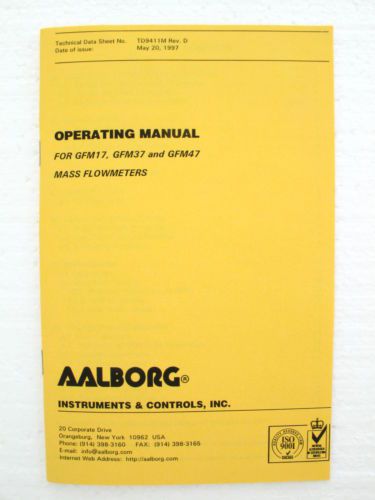 Technical Data Sheet No. TD9411M Rev. D
Date of Issue: May 20, 1997
OPERATING MANUAL
FOR GFM17, GFM37 and GFM47
MASS FLOWMETERS
AALBORG®
INSTRUMENTS & CONTROLS, INC.
20 Corporate Drive
Orangeburg, New York 10962 USA
Phone: (914) 398-3160 FAX: (914) 398-3165
E-mail: info@aalborg.com
Internet Web Address: http://aalborg.com
ISO
9001